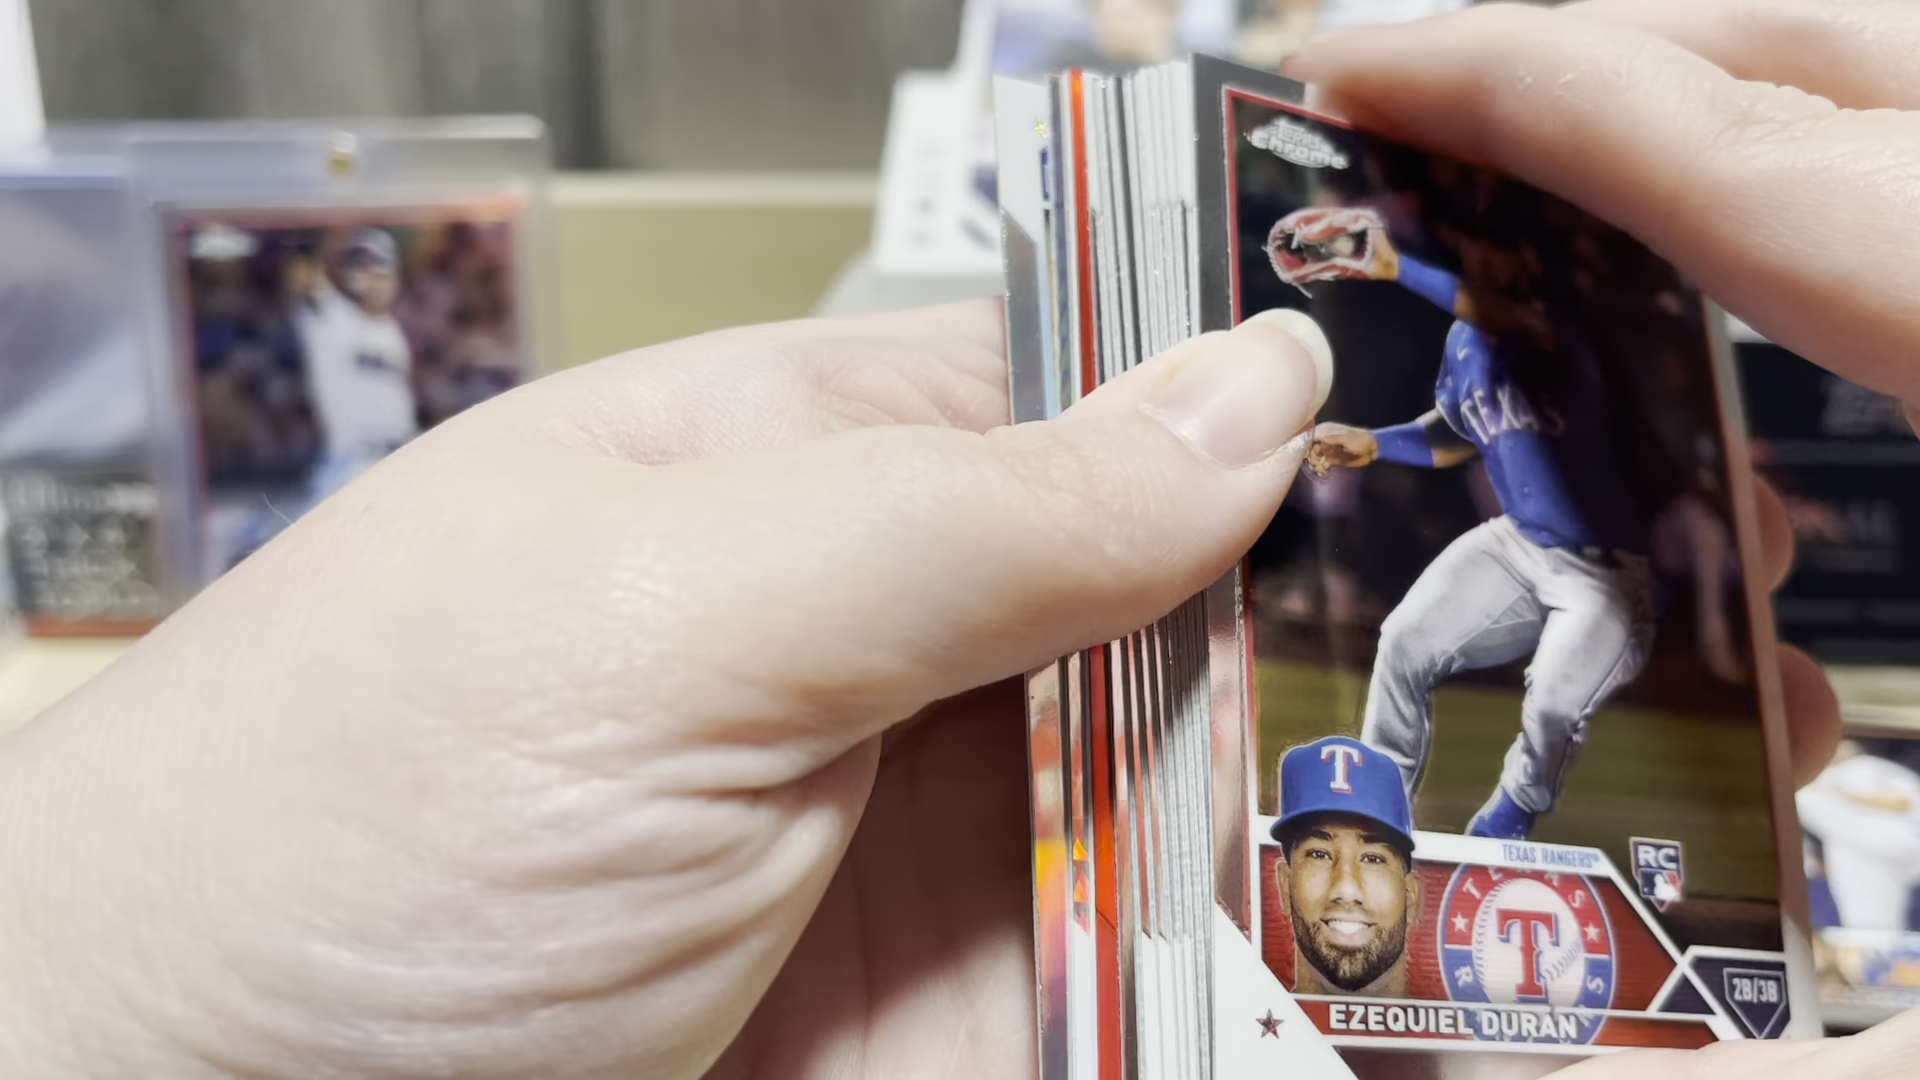 Topps
Chrome
TEXAS
T
TEXAS RANGERS
RC
T
2B/3B
EZEQUIEL DURAN